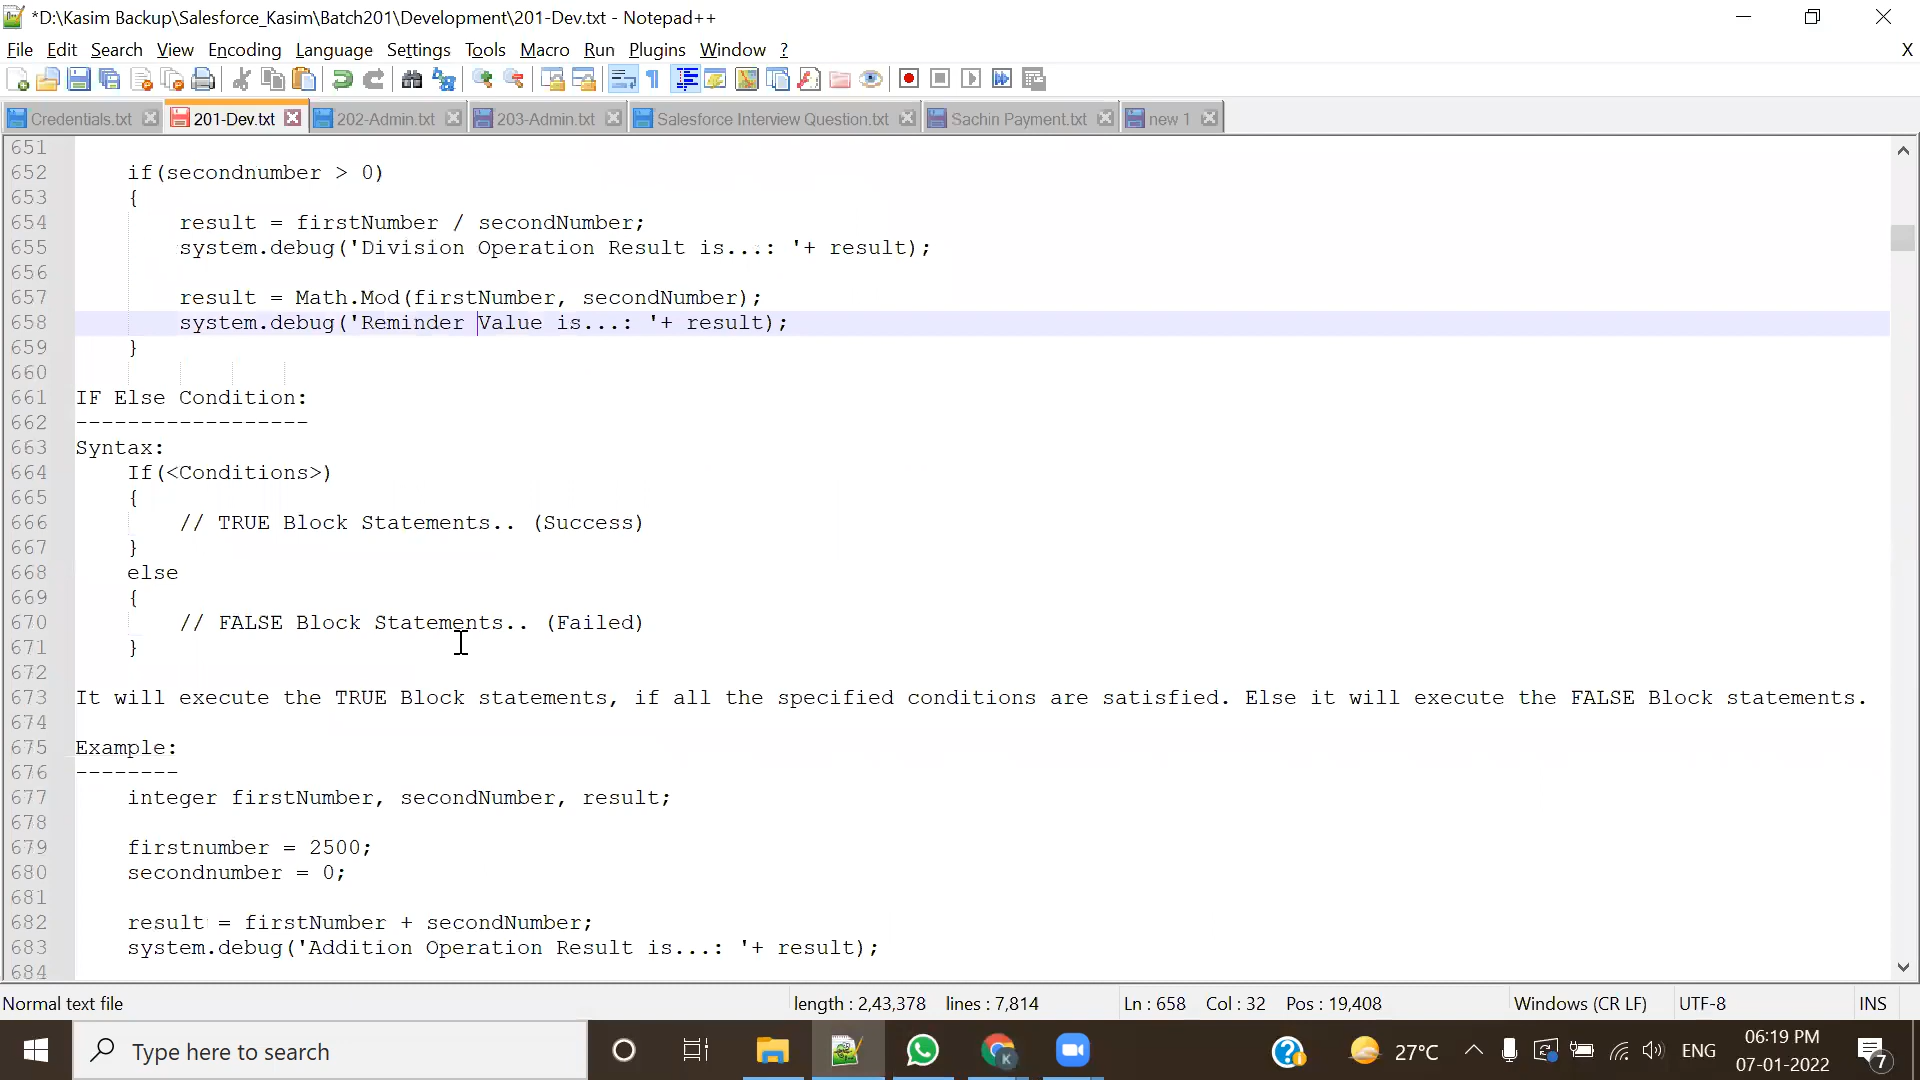 *D:\Kasim Backup\Salesforce_Kasim\Batch201\Development\201-Dev.txt - Notepad++
File Edit Search View Encoding Language Settings Tools Macro Run Plugins Window ? X
Credentials.txt 201-Dev.txt 202-Admin.txt 203-Admin.txt Salesforce Interview Question.txt Sachin Payment.txt new 1
651
652 if(secondnumber > 0)
653 {
654 result = firstNumber / secondNumber;
655 system.debug('Division Operation Result is...: '+ result);
656
657 result = Math.Mod(firstNumber, secondNumber);
658 system.debug('Reminder Value is...: '+ result);
659 }
660
661 IF Else Condition:
662 ------------------
663 Syntax:
664 If(<Conditions>)
665 {
666 // TRUE Block Statements.. (Success)
667 }
668 else
669 {
670 // FALSE Block Statements.. (Failed)
671 }
672
673 It will execute the TRUE Block statements, if all the specified conditions are satisfied. Else it will execute the FALSE Block statements.
674
675 Example:
676 --------
677 integer firstNumber, secondNumber, result;
678
679 firstnumber = 2500;
680 secondnumber = 0;
681
682 result = firstNumber + secondNumber;
683 system.debug('Addition Operation Result is...: '+ result);
684
Normal text file length : 2,43,378 lines : 7,814 Ln : 658 Col : 32 Pos : 19,408 Windows (CR LF) UTF-8 INS
Type here to search K 27°C ENG 06:19 PM 7
07-01-2022